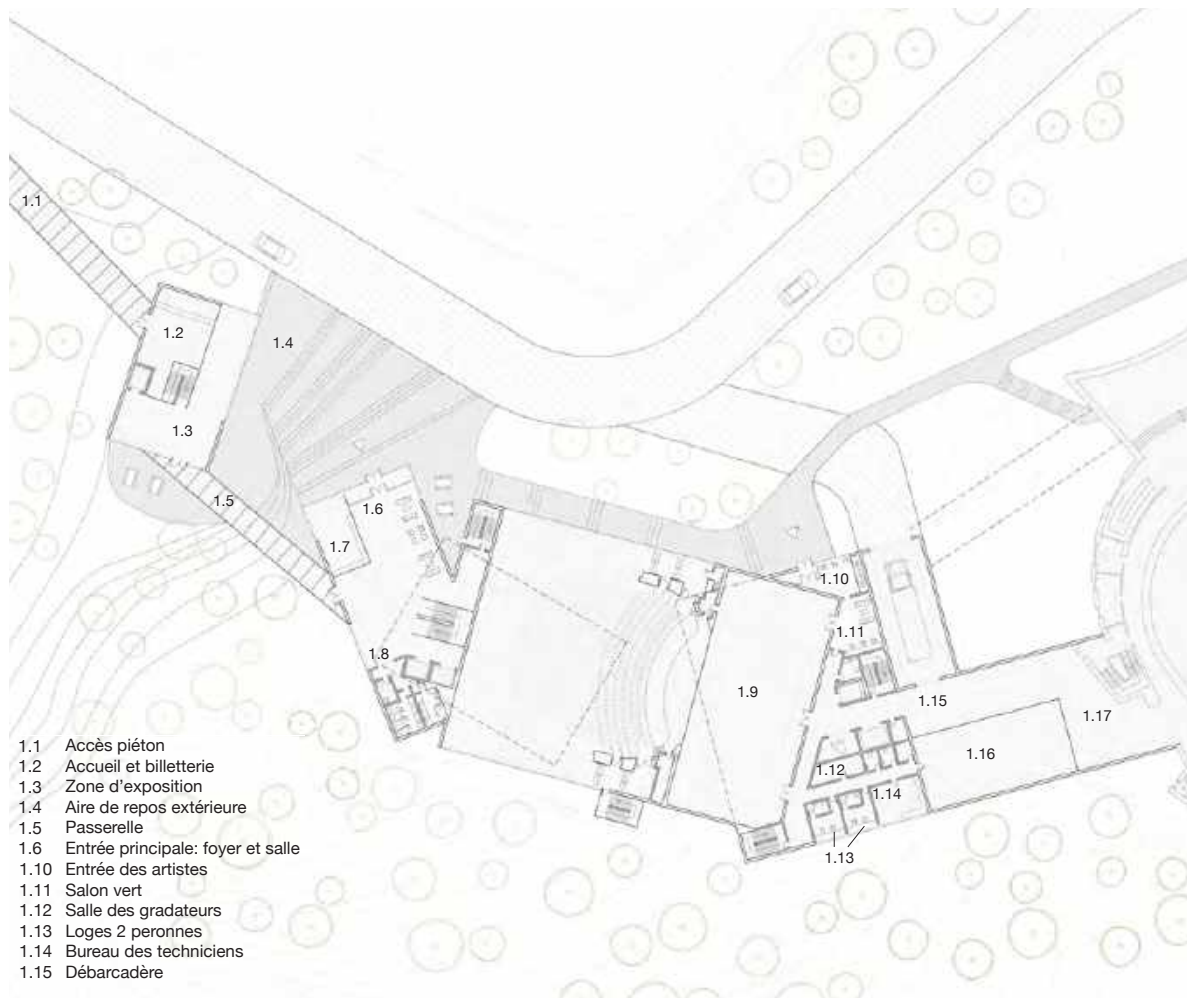 1.1
1.2
1.4
1.3
1.5
1.6
1.7
1.10
1.11
1.8
1.9
1.15
1.17
1.16
1.12
1.14
1.13
1.1 Accès piéton
1.2 Accueil et billetterie
1.3 Zone d'exposition
1.4 Aire de repos extérieure
1.5 Passerelle
1.6 Entrée principale: foyer et salle
1.10 Entrée des artistes
1.11 Salon vert
1.12 Salle des gradateurs
1.13 Loges 2 peronnes
1.14 Bureau des techniciens
1.15 Débarcadère